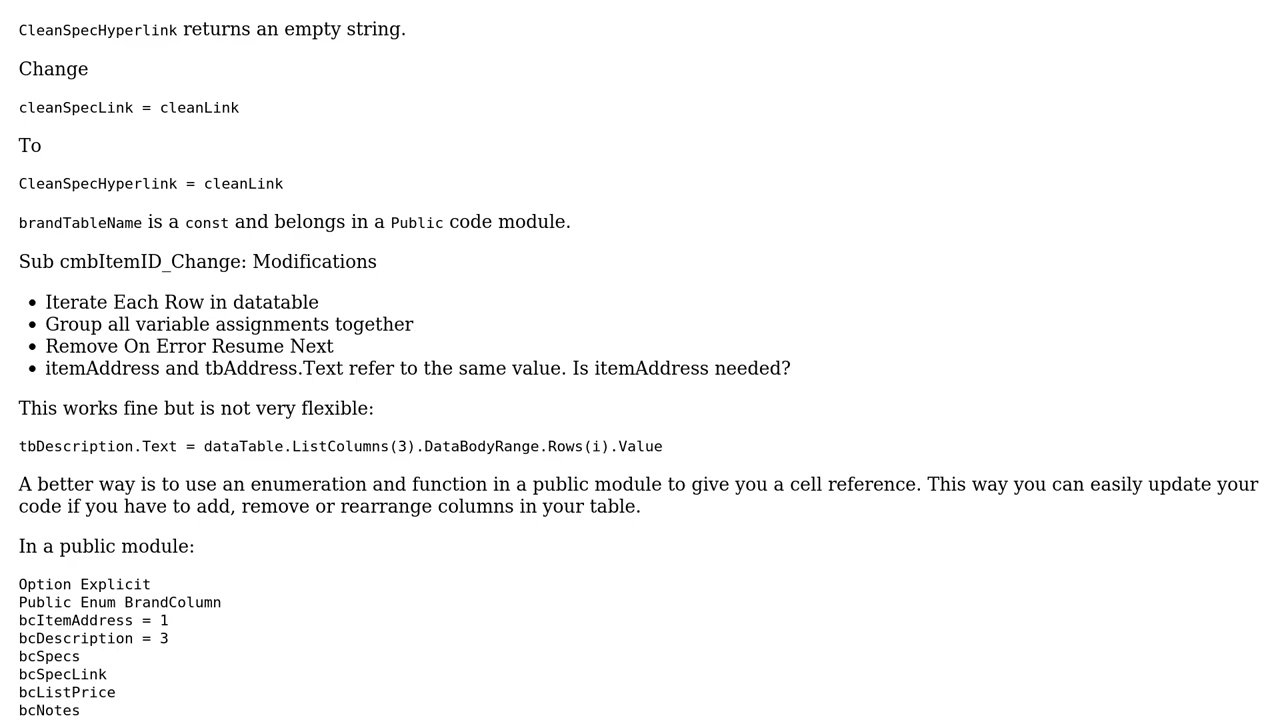 CleanSpecHyperlink returns an empty string.
Change
cleanSpecLink = cleanLink
To
CleanSpecHyperlink = cleanLink
brandTableName is a const and belongs in a Public code module.
Sub cmbItemID_Change: Modifications
• Iterate Each Row in datatable
• Group all variable assignments together
• Remove On Error Resume Next
• itemAddress and tbAddress.Text refer to the same value. Is itemAddress needed?
This works fine but is not very flexible:
tbDescription.Text = dataTable.ListColumns(3).DataBodyRange.Rows(i).Value
A better way is to use an enumeration and function in a public module to give you a cell reference. This way you can easily update your
code if you have to add, remove or rearrange columns in your table.
In a public module:
Option Explicit
Public Enum BrandColumn
bcItemAddress = 1
bcDescription = 3
bcSpecs
bcSpecLink
bcListPrice
bcNotes